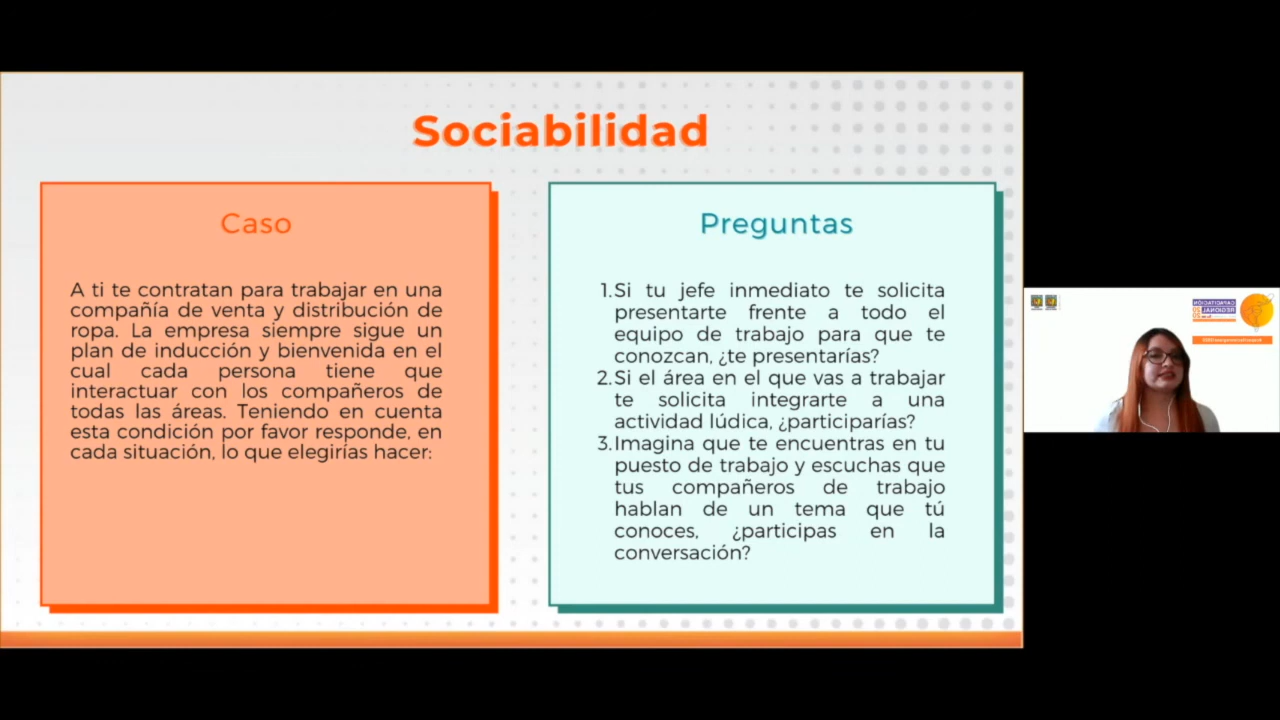 Sociabilidad
Caso
A ti te contratan para trabajar en una
compañía de venta y distribución de
ropa. La empresa siempre sigue un
plan de inducción y bienvenida en el
cual cada persona tiene que
interactuar con los compañeros de
todas las áreas. Teniendo en cuenta
esta condición por favor responde, en
cada situación, lo que elegirías hacer:
Preguntas
1. Si tu jefe inmediato te solicita
presentarte frente a todo el
equipo de trabajo para que te
conozcan, ¿te presentarías?
2. Si el área en el que vas a trabajar
te solicita integrarte a una
actividad lúdica, ¿participarías?
3. Imagina que te encuentras en tu
puesto de trabajo y escuchas que
tus compañeros de trabajo
hablan de un tema que tú
conoces, ¿participas en la
conversación?
CAPACITACIÓN
REGIONAL